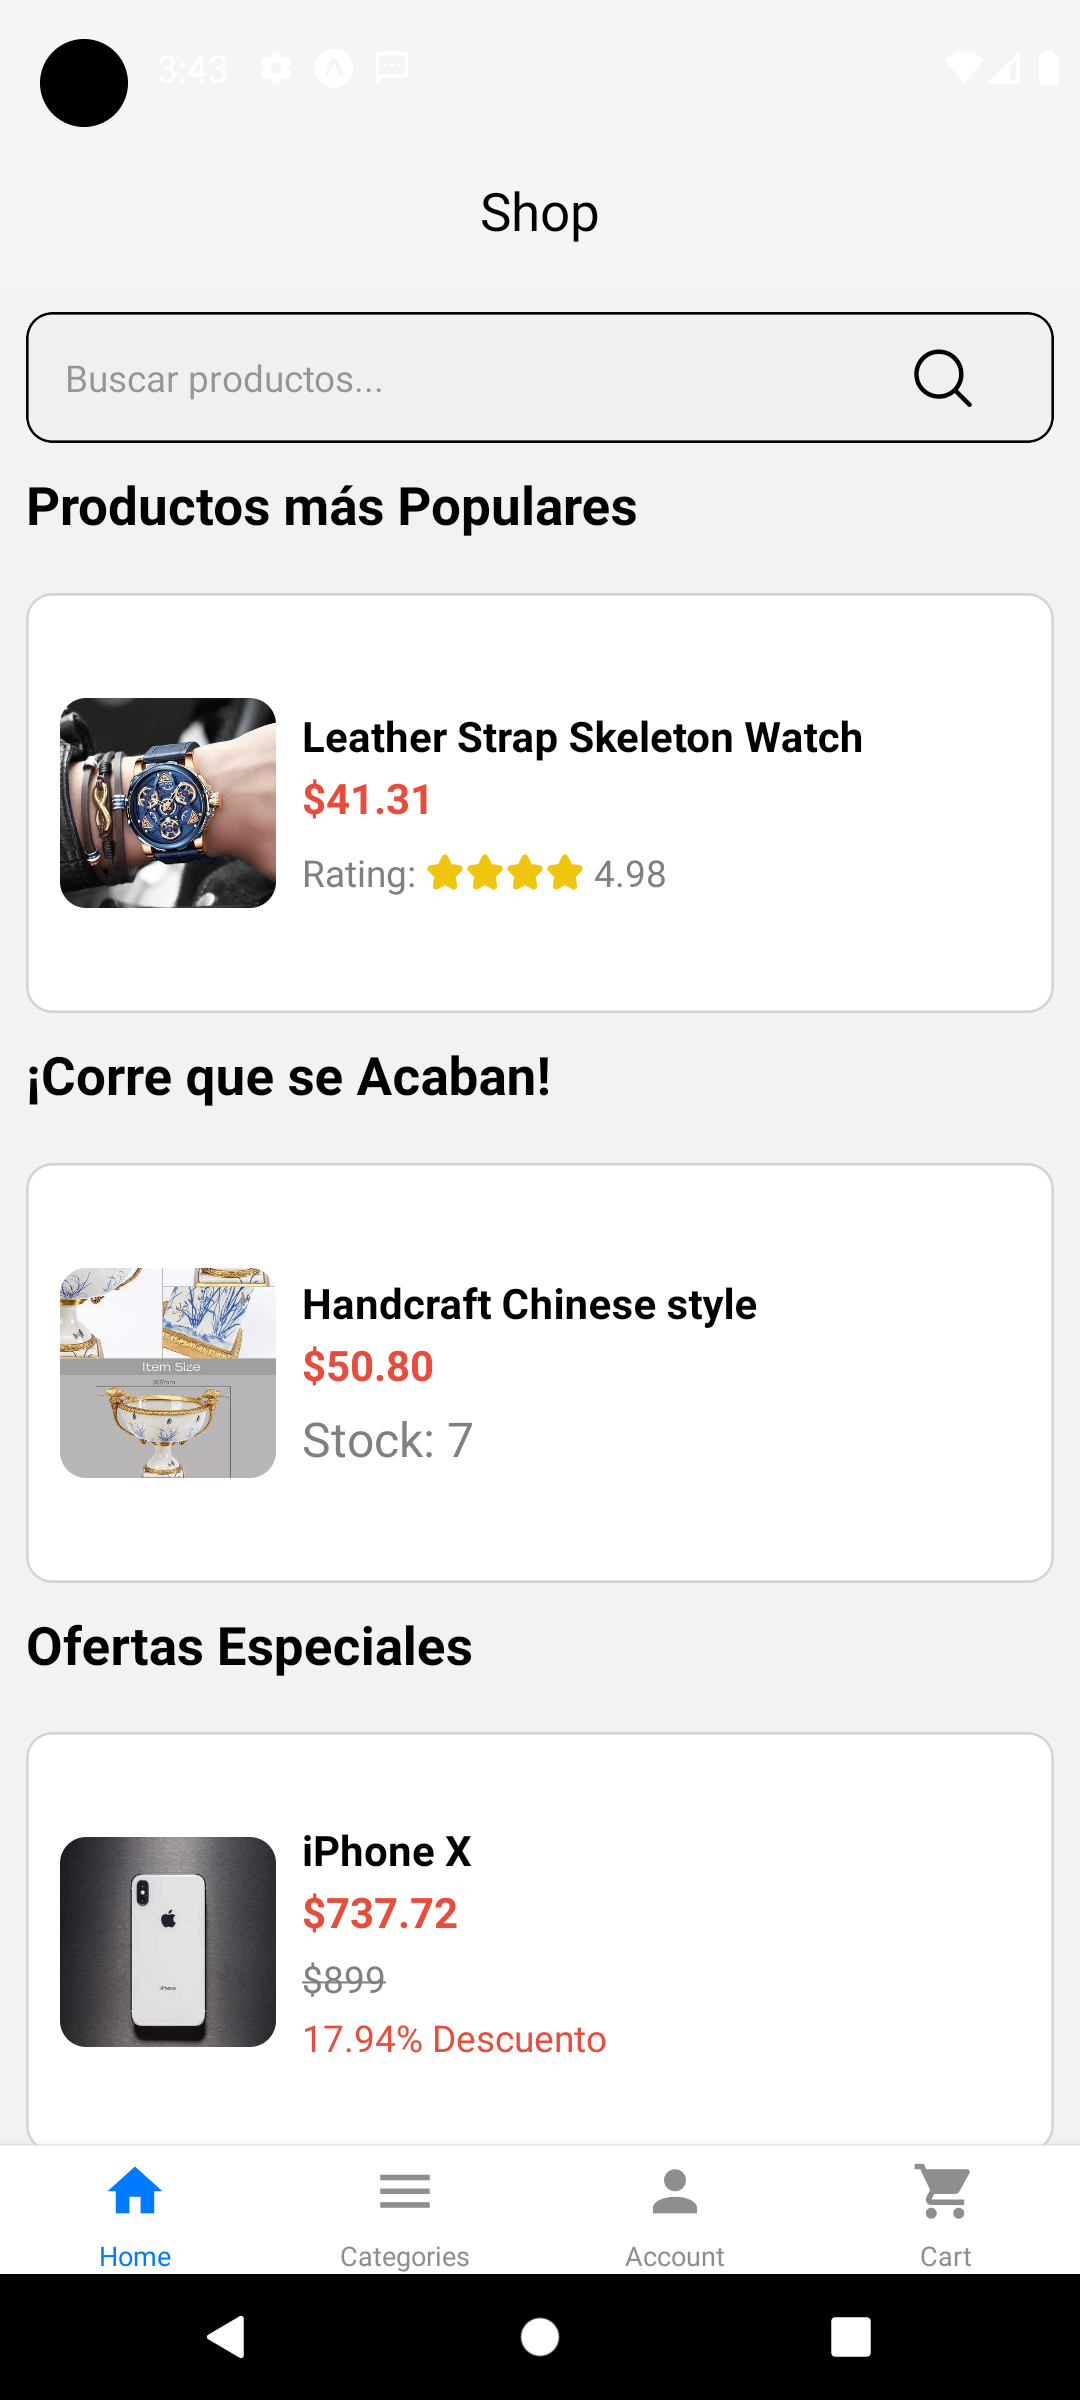 3:43
Shop
Buscar productos...
Productos más Populares
Leather Strap Skeleton Watch
$41.31
Rating: 4.98
¡Corre que se Acaban!
Item Size
Handcraft Chinese style
$50.80
Stock: 7
Ofertas Especiales
iPhone
iPhone X
$737.72
$899
17.94% Descuento
Home
Categories
Account
Cart